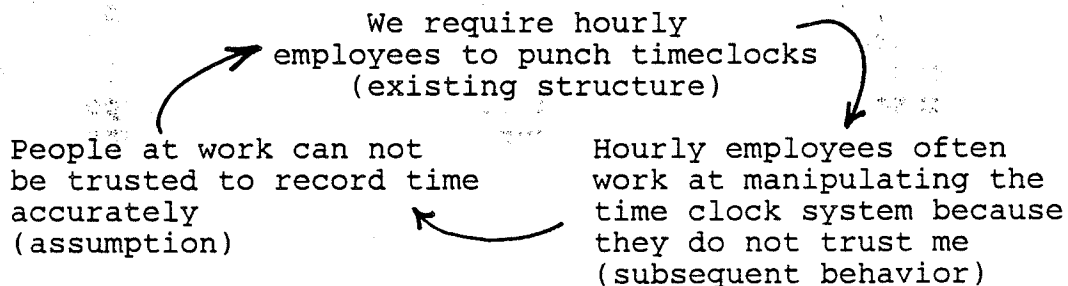 We require hourly
employees to punch timeclocks
(existing structure)
People at work can not
be trusted to record time
accurately
(assumption)
Hourly employees often
work at manipulating the
time clock system because
they do not trust me
(subsequent behavior)